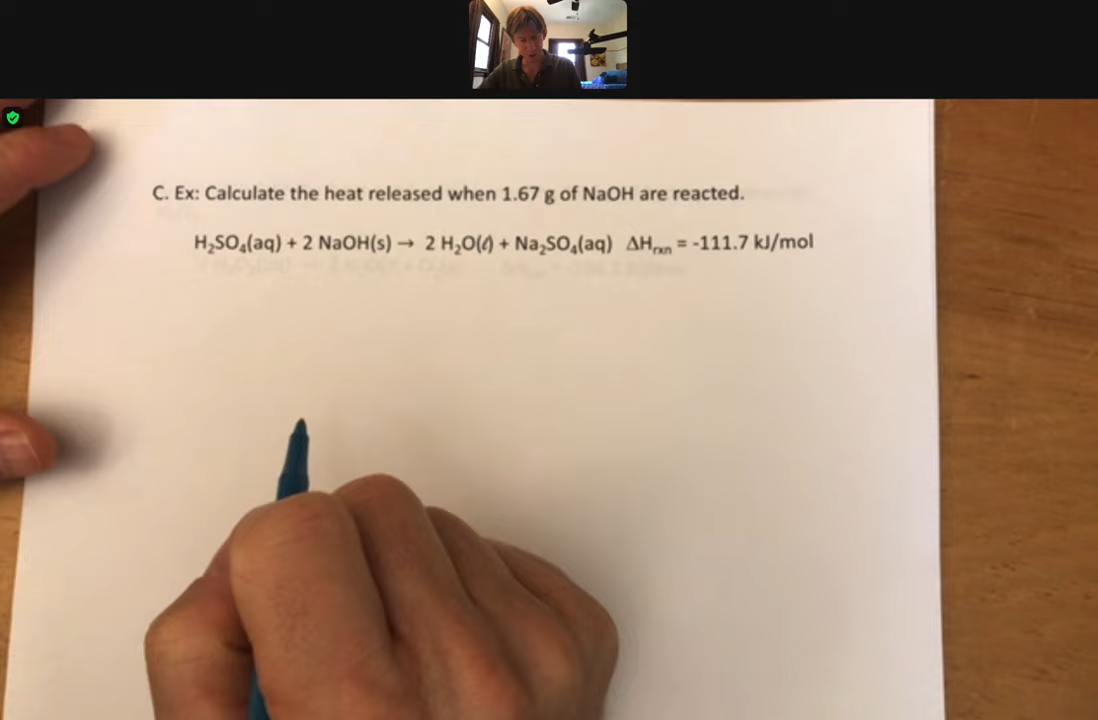 C. Ex: Calculate the heat released when 1.67 g of NaOH are reacted.
H₂SO₄(aq) + 2 NaOH(s) → 2 H₂O(ℓ) + Na₂SO₄(aq) ΔHᵣₓₙ = -111.7 kJ/mol